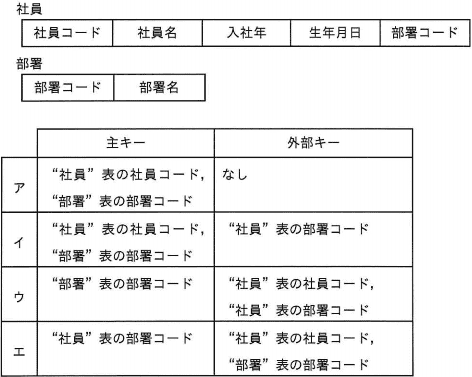 社員
社員コード 社員名 入社年 生年月日 部署コード
部署
部署コード 部署名
主キー 外部キー
ア “社員”表の社員コード, なし
“部署”表の部署コード
イ “社員”表の社員コード, “社員”表の部署コード
“部署”表の部署コード
ウ “部署”表の部署コード “社員”表の社員コード,
“社員”表の部署コード
エ “社員”表の部署コード “社員”表の社員コード,
“部署”表の部署コード